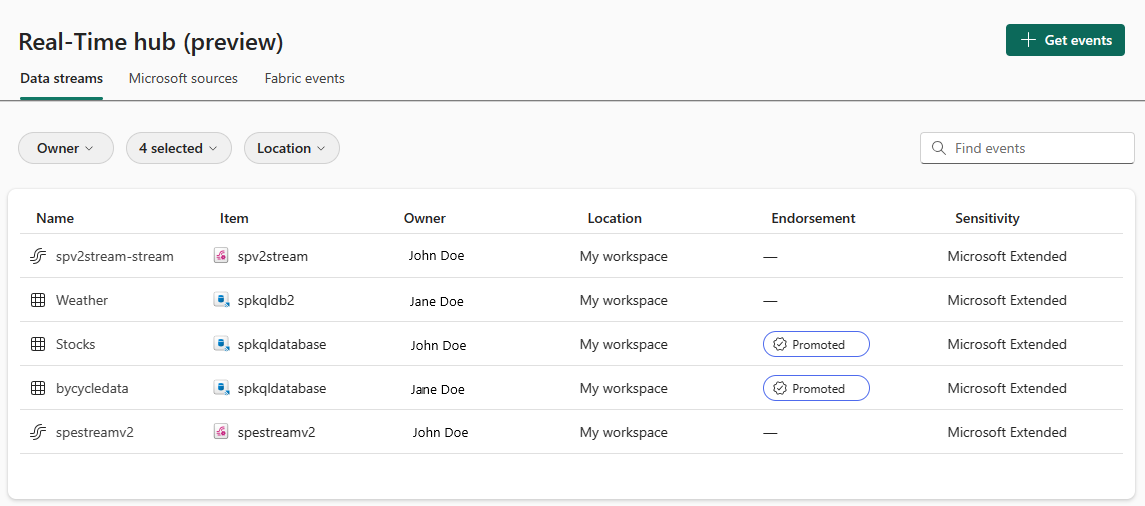 Real-Time hub (preview)
Get events
Data streams Microsoft sources Fabric events
Owner 4 selected Location Find events
Name Item Owner Location Endorsement Sensitivity
spv2stream-stream spv2stream John Doe My workspace — Microsoft Extended
Weather spkqldb2 Jane Doe My workspace — Microsoft Extended
Stocks spkqldatabase John Doe My workspace Promoted Microsoft Extended
bycycledata spkqldatabase Jane Doe My workspace Promoted Microsoft Extended
spestreamv2 spestreamv2 John Doe My workspace — Microsoft Extended